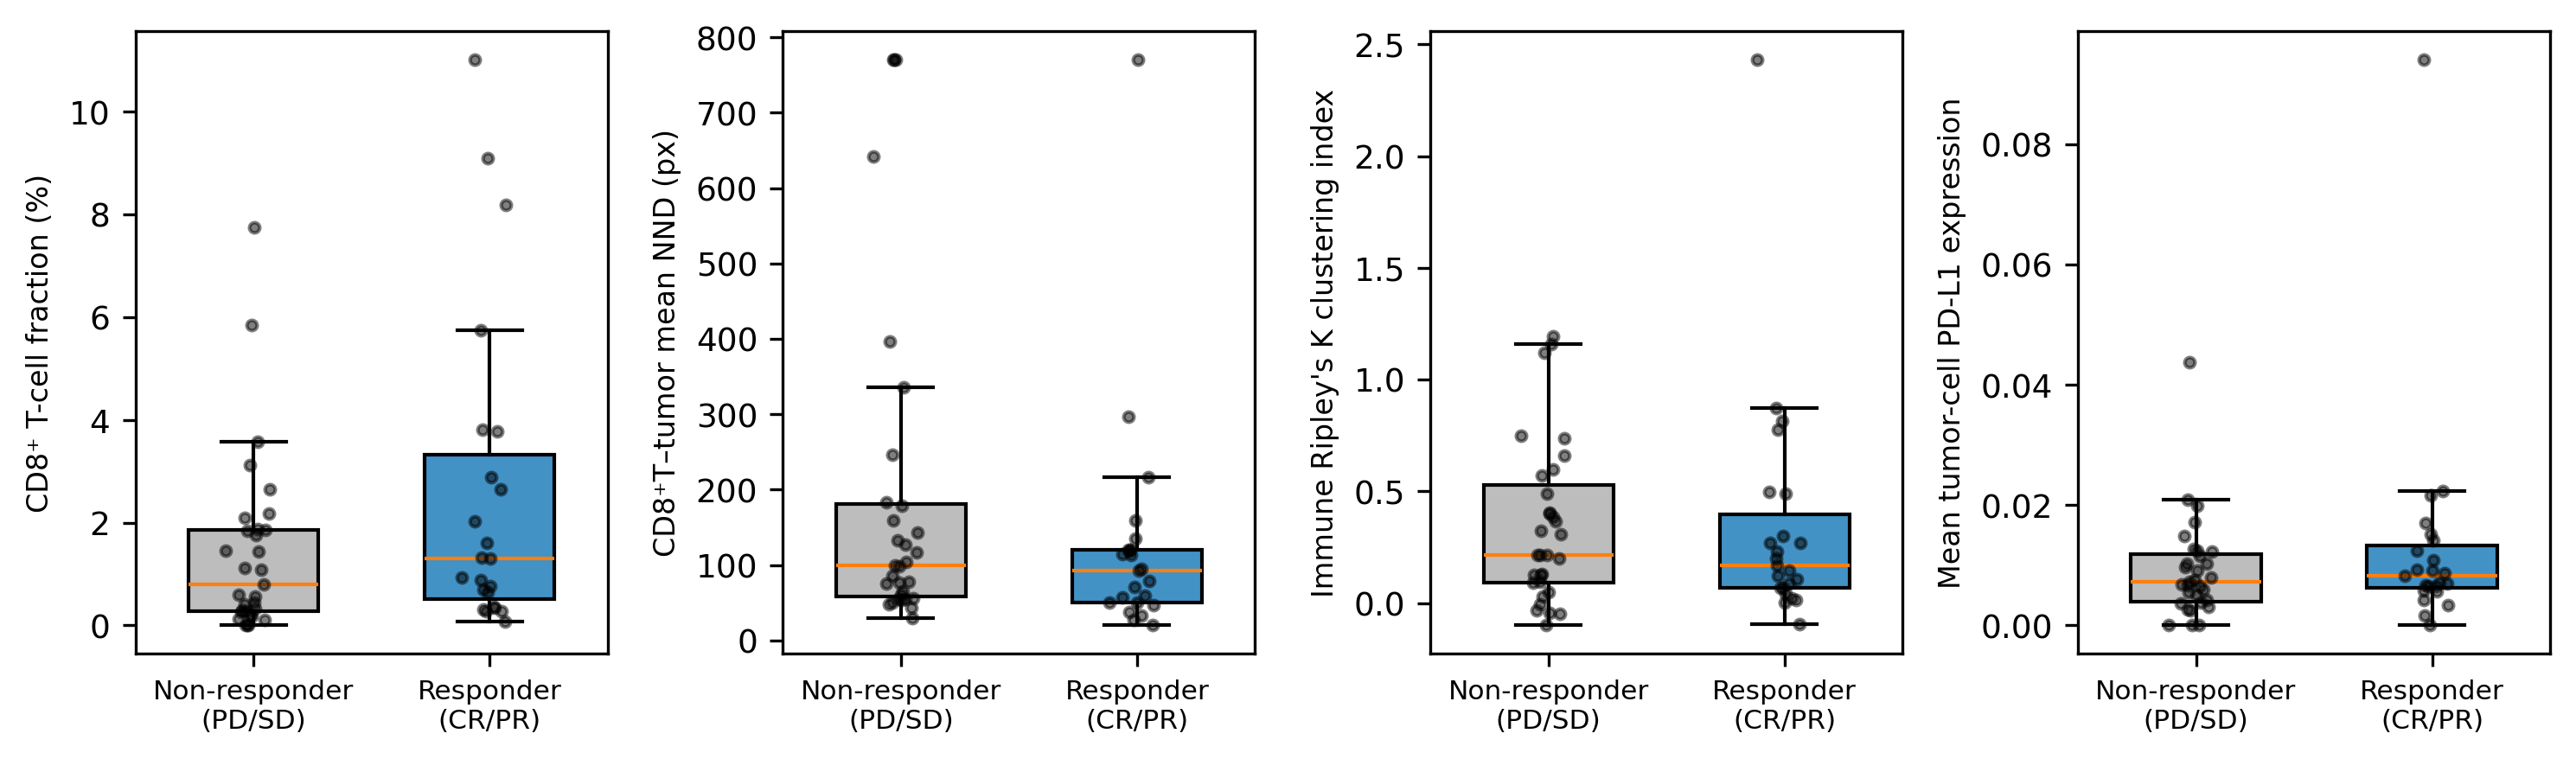 CD8⁺ T-cell fraction (%)
10
8
6
4
2
0
Non-responder
(PD/SD)
Responder
(CR/PR)
CD8⁺T–tumor mean NND (px)
800
700
600
500
400
300
200
100
0
Non-responder
(PD/SD)
Responder
(CR/PR)
Immune Ripley's K clustering index
2.5
2.0
1.5
1.0
0.5
0.0
Non-responder
(PD/SD)
Responder
(CR/PR)
Mean tumor-cell PD-L1 expression
0.08
0.06
0.04
0.02
0.00
Non-responder
(PD/SD)
Responder
(CR/PR)